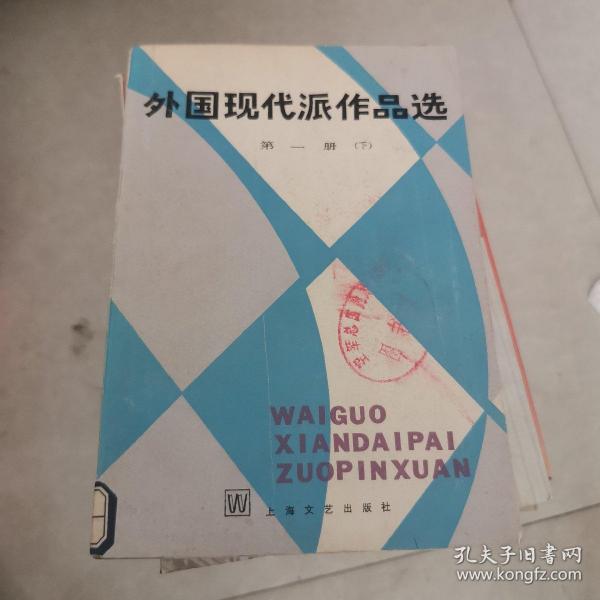 外国现代派作品选
第一册(下)
WAIGUO
XIANDAIPAI
ZUOPINXUAN
上海文艺出版社
孔夫子旧书网
www.kongfz.com